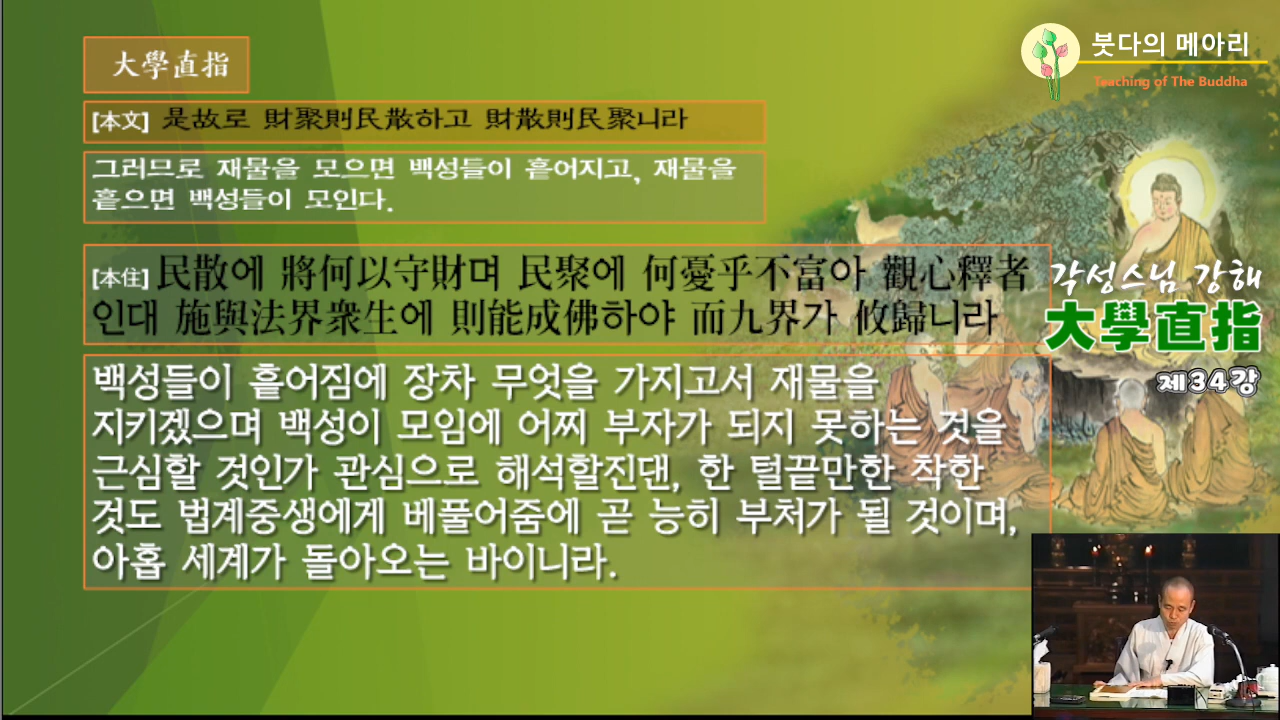 大學直指
[本文] 是故로 財聚則民散하고 財散則民聚니라
그러므로 재물을 모으면 백성들이 흩어지고, 재물을
흩으면 백성들이 모인다.
[本住] 民散에 將何以守財며 民聚에 何憂乎不富아 觀心釋者
인대 施與法界衆生에 則能成佛하야 而九界가 攸歸니라
백성들이 흩어짐에 장차 무엇을 가지고서 재물을
지키겠으며 백성이 모임에 어찌 부자가 되지 못하는 것을
근심할 것인가 관심으로 해석할진댄, 한 털끝만한 착한
것도 법계중생에게 베풀어줌에 곧 능히 부처가 될 것이며,
아홉 세계가 돌아오는 바이니라.
붓다의 메아리
Teaching of The Buddha
각성스님 강해
大學直指
제34강